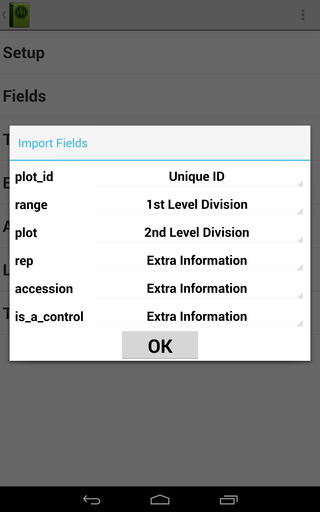 Setup
Fields
Import Fields
plot_id Unique ID
range 1st Level Division
plot 2nd Level Division
rep Extra Information
accession Extra Information
is_a_control Extra Information
OK